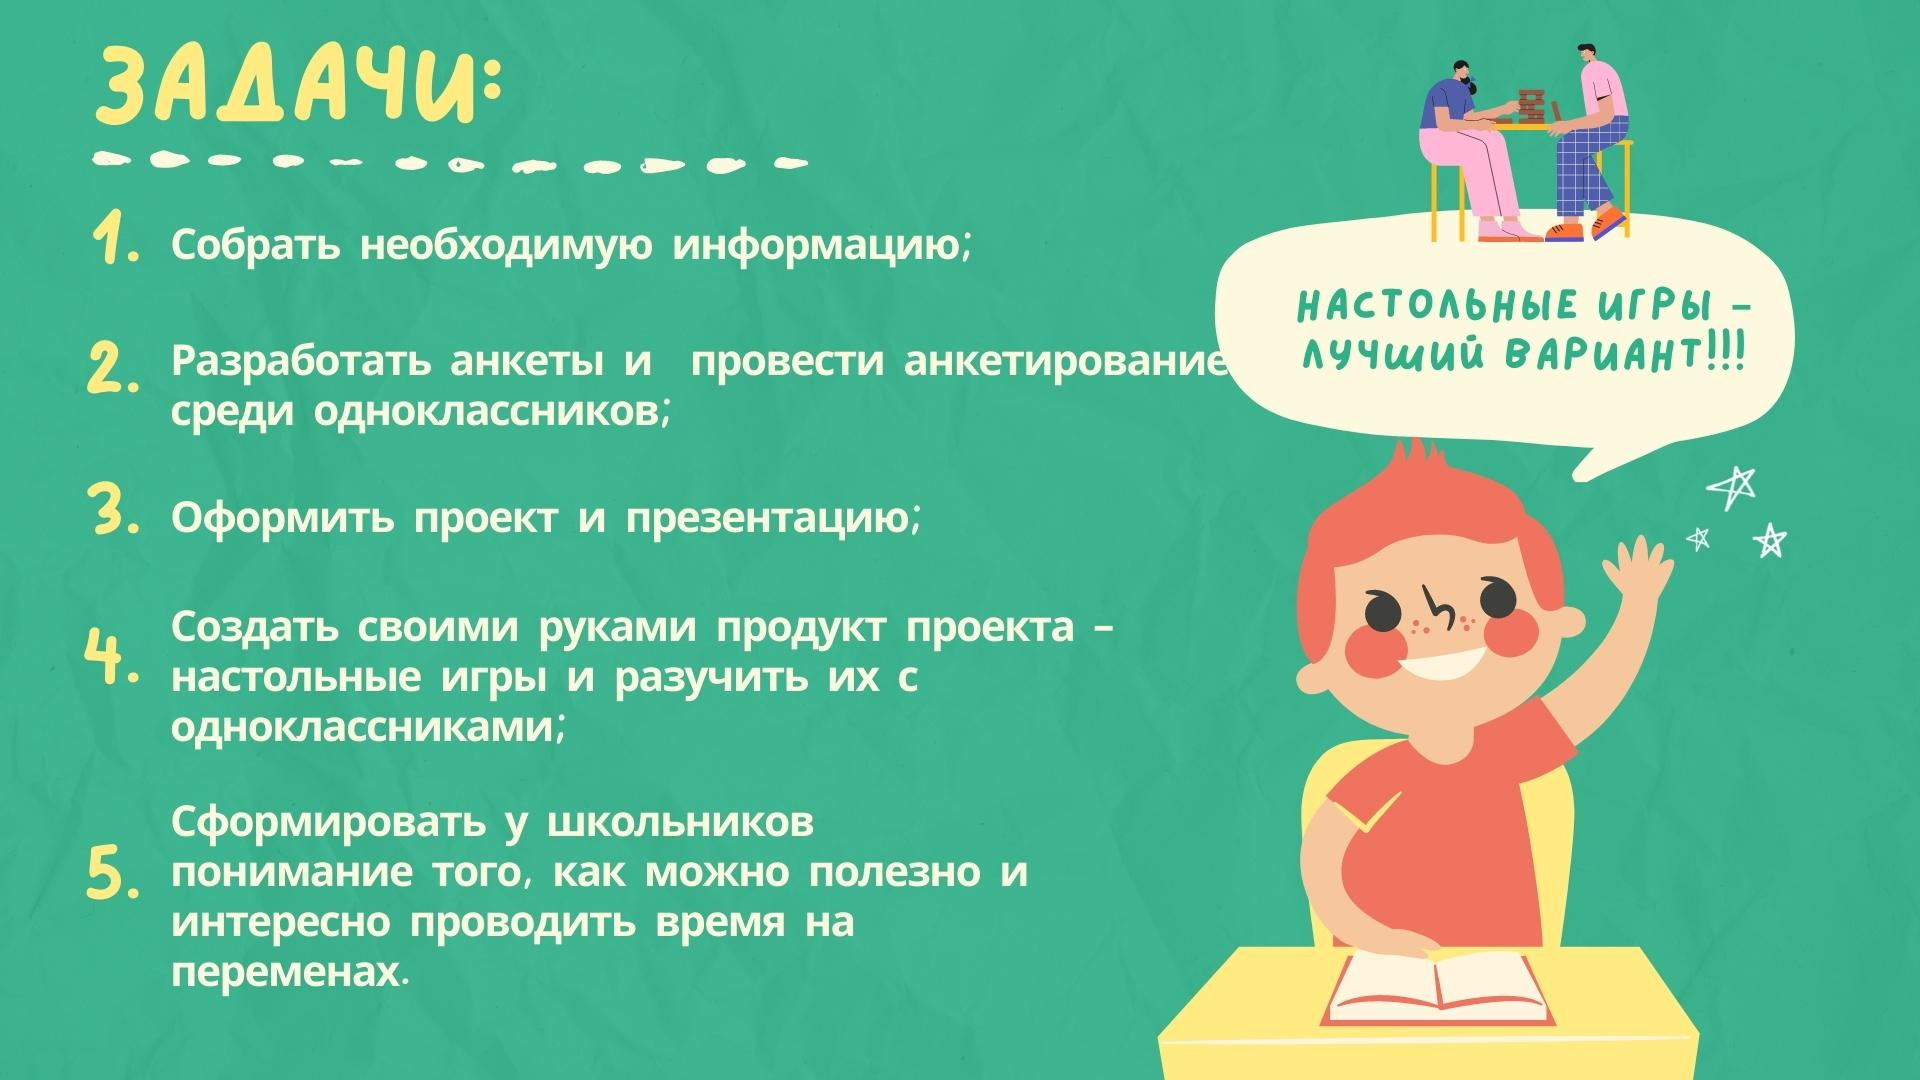 ЗАДАЧИ:
1. Собрать необходимую информацию;
2. Разработать анкеты и провести анкетирование
среди одноклассников;
3. Оформить проект и презентацию;
4. Создать своими руками продукт проекта –
настольные игры и разучить их с
одноклассниками;
5. Сформировать у школьников
понимание того, как можно полезно и
интересно проводить время на
переменах.
НАСТОЛЬНЫЕ ИГРЫ –
ЛУЧШИЙ ВАРИАНТ!!!